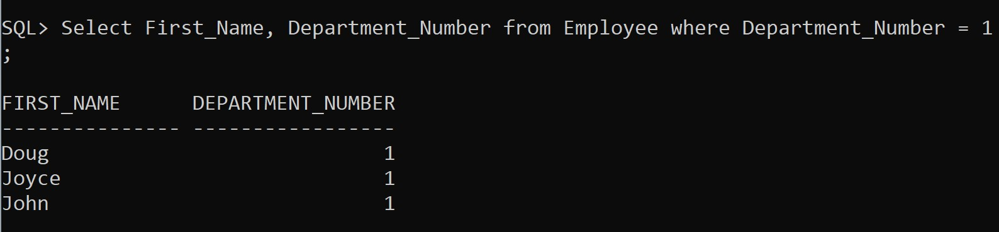 SQL> Select First_Name, Department_Number from Employee where Department_Number = 1
;
FIRST_NAME      DEPARTMENT_NUMBER
--------------- -----------------
Doug                            1
Joyce                           1
John                            1